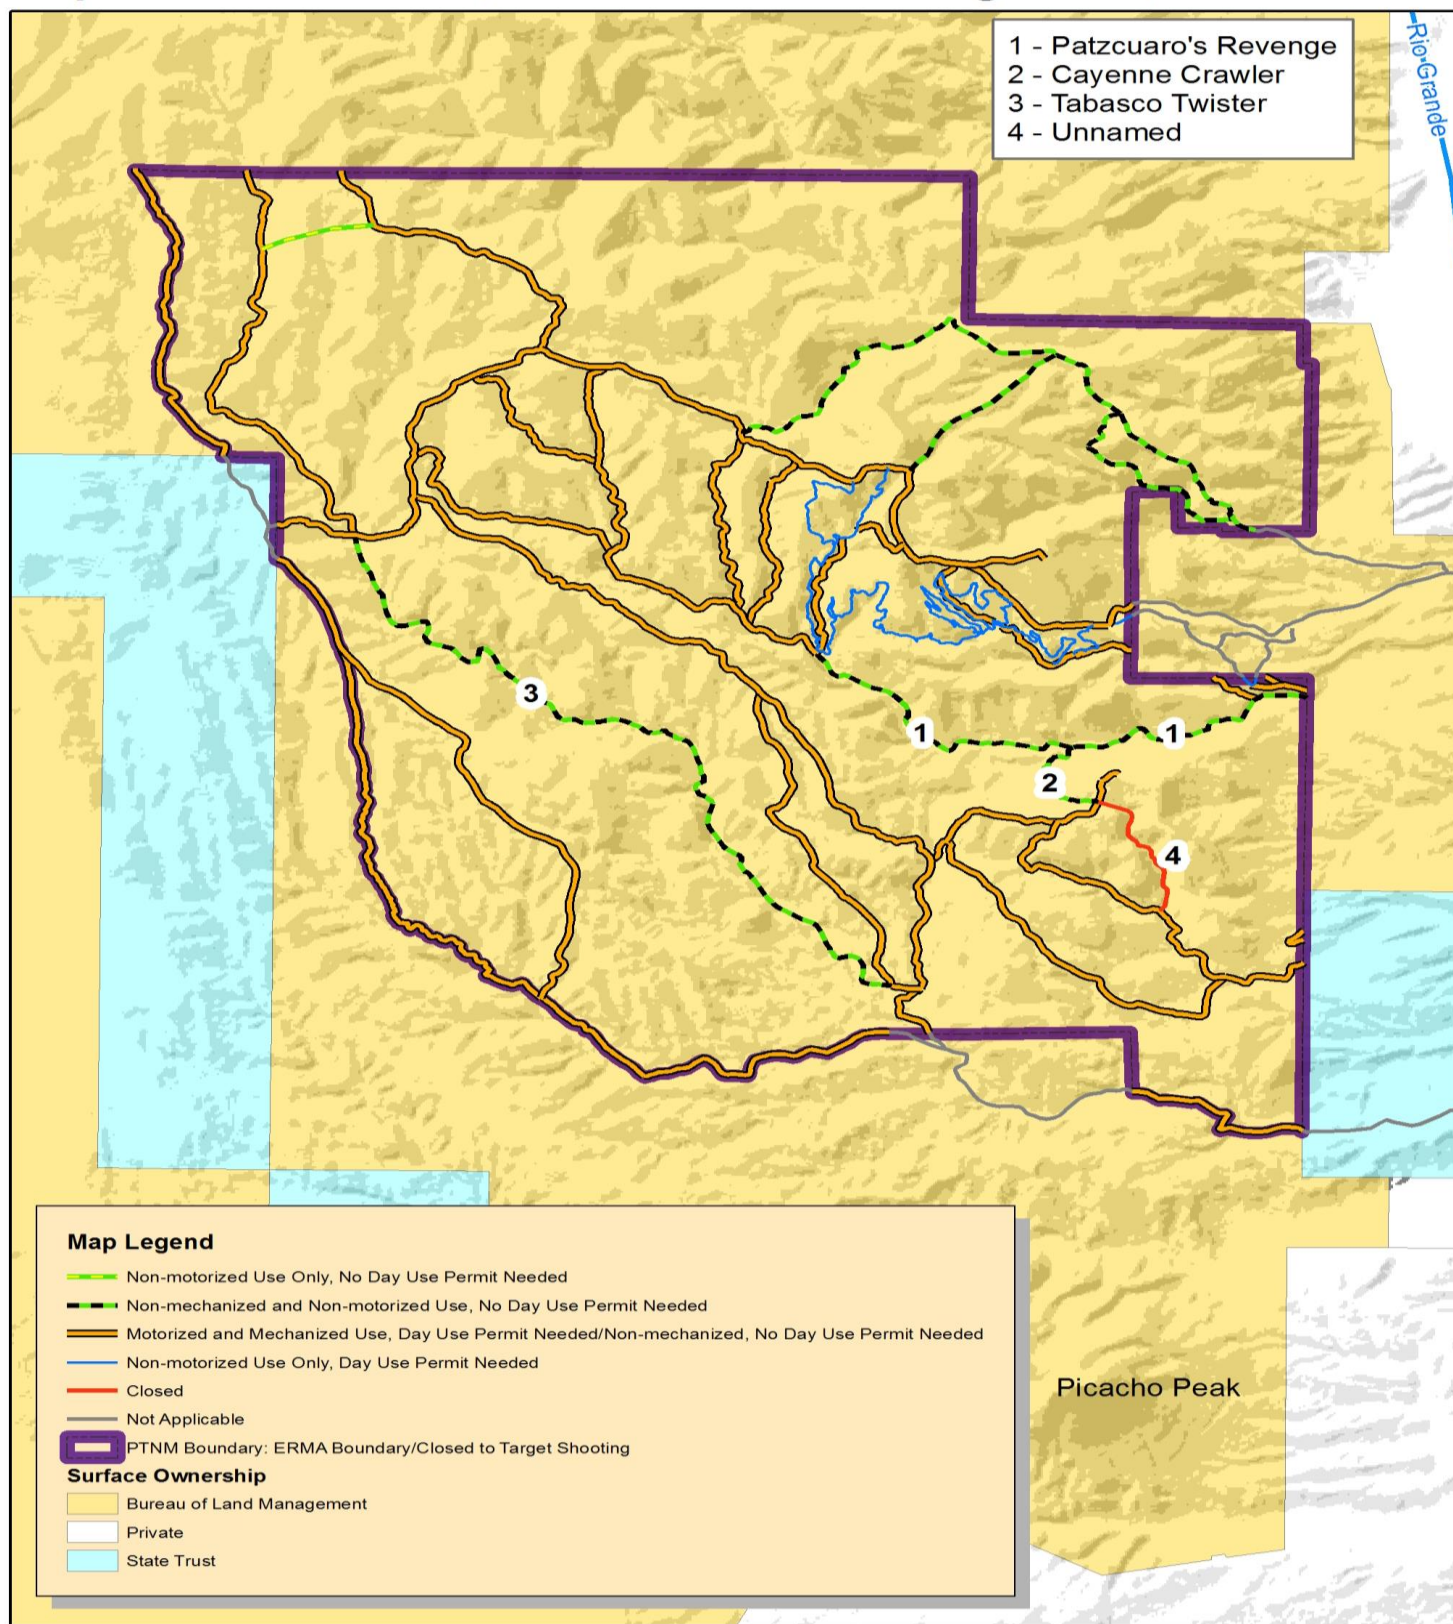 1 - Patzcuaro's Revenge
2 - Cayenne Crawler
3 - Tabasco Twister
4 - Unnamed
Rio Grande
3
1
1
2
4
Map Legend
Non-motorized Use Only, No Day Use Permit Needed
Non-mechanized and Non-motorized Use, No Day Use Permit Needed
Motorized and Mechanized Use, Day Use Permit Needed/Non-mechanized, No Day Use Permit Needed
Non-motorized Use Only, Day Use Permit Needed
Closed
Not Applicable
PTNM Boundary: ERMA Boundary/Closed to Target Shooting
Surface Ownership
Bureau of Land Management
Private
State Trust
Picacho Peak